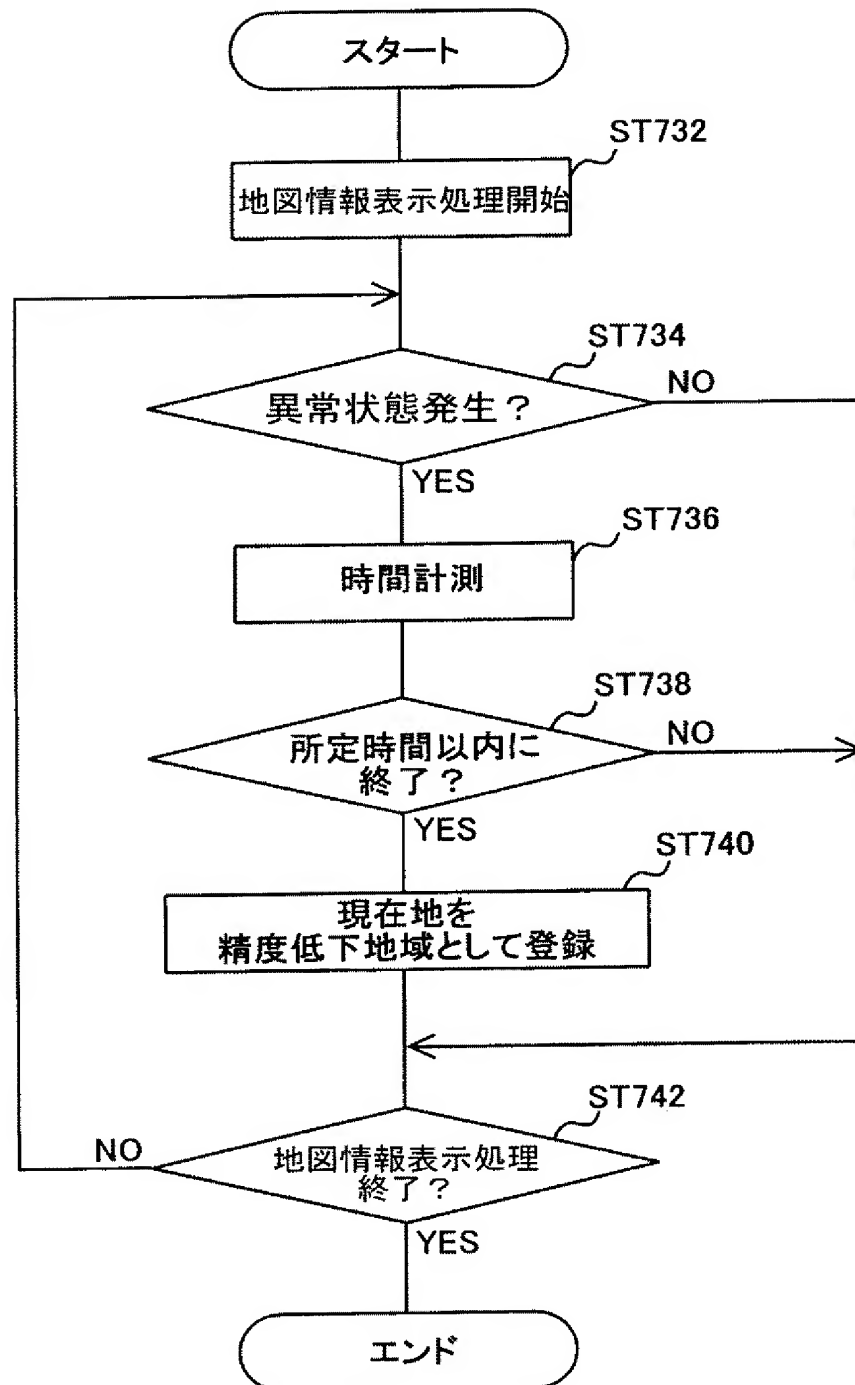 スタート
ST732
地図情報表示処理開始
ST734
異常状態発生？
NO
YES
ST736
時間計測
ST738
所定時間以内に
終了？
NO
YES
ST740
現在地を
精度低下地域として登録
ST742
地図情報表示処理
終了？
NO
YES
エンド